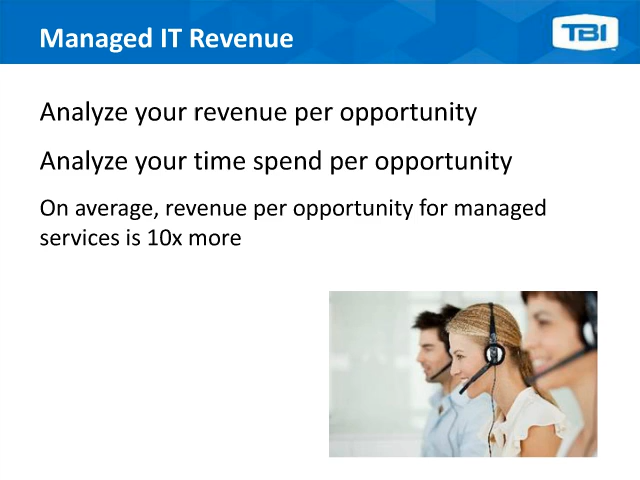 Managed IT Revenue
TBI
Analyze your revenue per opportunity
Analyze your time spend per opportunity
On average, revenue per opportunity for managed
services is 10x more